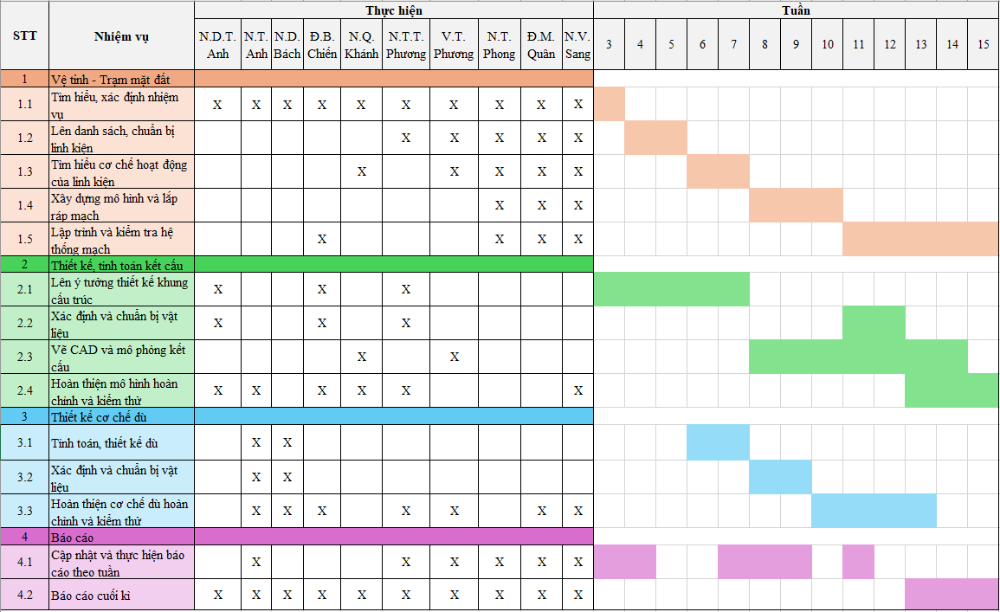 STT Nhiệm vụ Thực hiện Tuần
N.D.T. Anh N.T. Anh N.D. Bách Đ.B. Chiến N.Q. Khánh N.T.T. Phương V.T. Phương N.T. Phong Đ.M. Quân N.V. Sang 3 4 5 6 7 8 9 10 11 12 13 14 15
1 Vệ tinh - Trạm mặt đất
1.1 Tìm hiểu, xác định nhiệm vụ X X X X X X X X X X
1.2 Lên danh sách, chuẩn bị linh kiện X X X X X
1.3 Tìm hiểu cơ chế hoạt động của linh kiện X X X X X
1.4 Xây dựng mô hình và lắp ráp mạch X X X
1.5 Lập trình và kiểm tra hệ thống mạch X X X X
2 Thiết kế, tính toán kết cấu
2.1 Lên ý tưởng thiết kế khung cấu trúc X X X
2.2 Xác định và chuẩn bị vật liệu X X X
2.3 Vẽ CAD và mô phỏng kết cấu X X
2.4 Hoàn thiện mô hình hoàn chỉnh và kiểm thử X X X X X X
3 Thiết kế cơ chế dù
3.1 Tính toán, thiết kế dù X X
3.2 Xác định và chuẩn bị vật liệu X X
3.3 Hoàn thiện cơ chế dù hoàn chỉnh và kiểm thử X X X X X X X
4 Báo cáo
4.1 Cập nhật và thực hiện báo cáo theo tuần X X X X X X
4.2 Báo cáo cuối kì X X X X X X X X X X